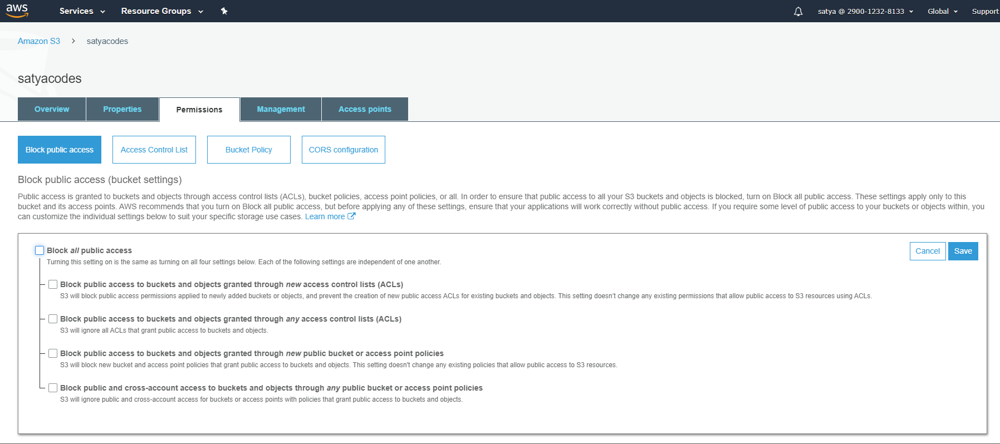 aws Services Resource Groups satya @ 2900-1232-8133 Global Support
Amazon S3 > satyacodes
satyacodes
Overview Properties Permissions Management Access points
Block public access Access Control List Bucket Policy CORS configuration
Block public access (bucket settings)
Public access is granted to buckets and objects through access control lists (ACLs), bucket policies, access point policies, or all. In order to ensure that public access to all your S3 buckets and objects is blocked, turn on Block all public access. These settings apply only to this
bucket and its access points. AWS recommends that you turn on Block all public access, but before applying any of these settings, ensure that your applications will work correctly without public access. If you require some level of public access to your buckets or objects within, you
can customize the individual settings below to suit your specific storage use cases. Learn more
Block all public access Cancel Save
Turning this setting on is the same as turning on all four settings below. Each of the following settings are independent of one another.
Block public access to buckets and objects granted through new access control lists (ACLs)
S3 will block public access permissions applied to newly added buckets or objects, and prevent the creation of new public access ACLs for existing buckets and objects. This setting doesn't change any existing permissions that allow public access to S3 resources using ACLs.
Block public access to buckets and objects granted through any access control lists (ACLs)
S3 will ignore all ACLs that grant public access to buckets and objects.
Block public access to buckets and objects granted through new public bucket or access point policies
S3 will block new bucket and access point policies that grant public access to buckets and objects. This setting doesn't change any existing policies that allow public access to S3 resources.
Block public and cross-account access to buckets and objects through any public bucket or access point policies
S3 will ignore public and cross-account access for buckets or access points with policies that grant public access to buckets and objects.